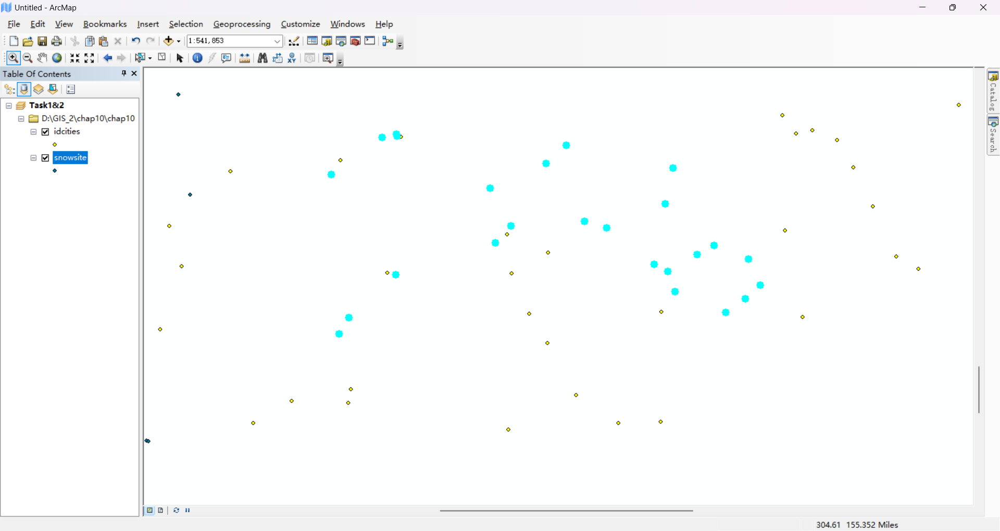 Untitled - ArcMap
File Edit View Bookmarks Insert Selection Geoprocessing Customize Windows Help
1:541,853
XY
Table Of Contents
Task1&2
D:\GIS_2\chap10\chap10
idcities
snowsite
Catalog
Search
304.61 155.352 Miles